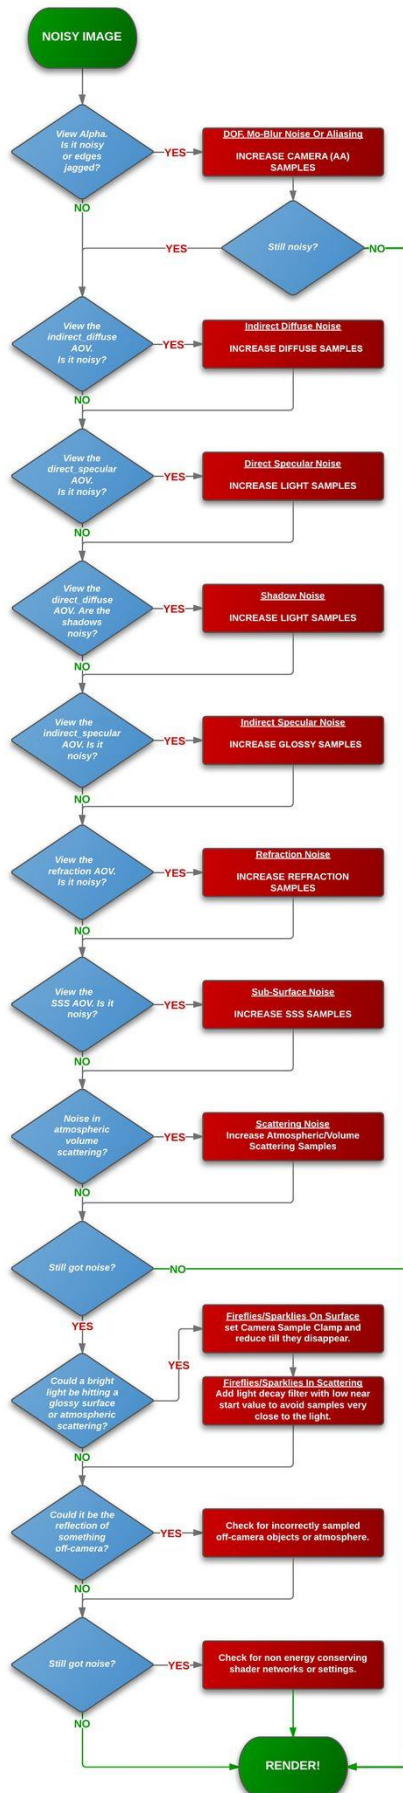 NOISY IMAGE
View Alpha.
Is it noisy
or edges
jagged?
YES
DOF, Mo-Blur Noise Or Aliasing
INCREASE CAMERA (AA)
SAMPLES
NO
YES
Still noisy?
NO
View the
indirect_diffuse
AOV.
Is it noisy?
YES
Indirect Diffuse Noise
INCREASE DIFFUSE SAMPLES
NO
View the
direct_specular
AOV.
Is it noisy?
YES
Direct Specular Noise
INCREASE LIGHT SAMPLES
NO
View the
direct_diffuse
AOV. Are the
shadows
noisy?
YES
Shadow Noise
INCREASE LIGHT SAMPLES
NO
View the
indirect_specular
AOV. Is it
noisy?
YES
Indirect Specular Noise
INCREASE GLOSSY SAMPLES
NO
View the
refraction AOV.
Is it noisy?
YES
Refraction Noise
INCREASE REFRACTION
SAMPLES
NO
View the
SSS AOV. Is it
noisy?
YES
Sub-Surface Noise
INCREASE SSS SAMPLES
NO
Noise in
atmospheric
volume
scattering?
YES
Scattering Noise
Increase Atmospheric/Volume
Scattering Samples
NO
Still got noise?
NO
YES
Fireflies/Sparklies On Surface
set Camera Sample Clamp and
reduce till they disappear.
Could a bright
light be hitting a
glossy surface
or atmospheric
scattering?
YES
Fireflies/Sparklies In Scattering
Add light decay filter with low near
start value to avoid samples very
close to the light.
NO
Could it be the
reflection of
something
off-camera?
YES
Check for incorrectly sampled
off-camera objects or atmosphere.
NO
Still got noise?
YES
Check for non energy conserving
shader networks or settings.
NO
RENDER!